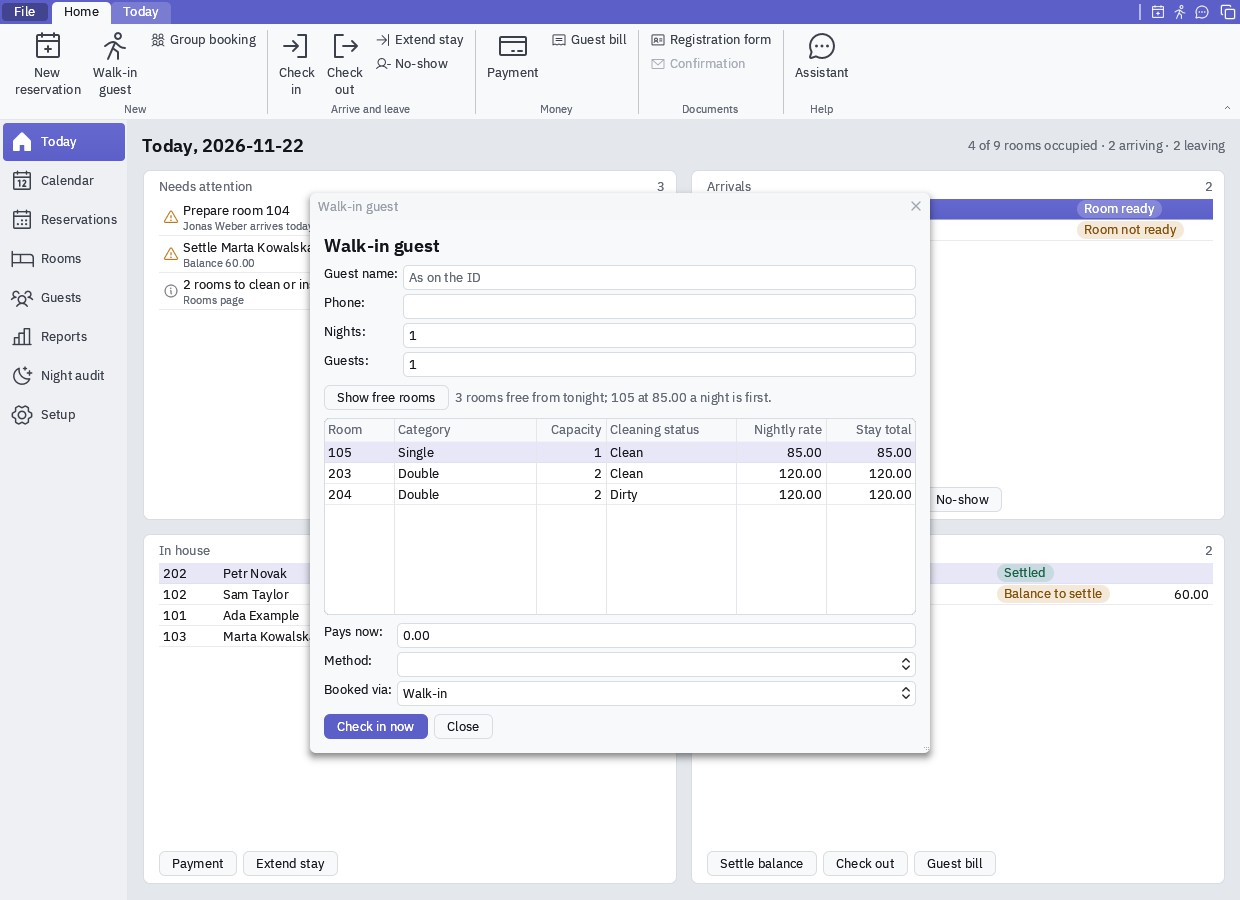 File
Home
Today
New reservation
Walk-in guest
Group booking
New
Check in
Check out
Extend stay
No-show
Arrive and leave
Payment
Guest bill
Money
Registration form
Confirmation
Documents
Assistant
Help
Today
Calendar
Reservations
Rooms
Guests
Reports
Night audit
Setup
Today, 2026-11-22
4 of 9 rooms occupied · 2 arriving · 2 leaving
Needs attention 3
Prepare room 104
Jonas Weber arrives today
Settle Marta Kowalska
Balance 60.00
2 rooms to clean or
Rooms page
Arrivals 2
Room ready
Room not ready
No-show
In house
202 Petr Novak
102 Sam Taylor
101 Ada Example
103 Marta Kowalska
Payment
Extend stay
2
Settled
Balance to settle 60.00
Settle balance
Check out
Guest bill
Walk-in guest
Walk-in guest
Guest name: As on the ID
Phone:
Nights: 1
Guests: 1
Show free rooms 3 rooms free from tonight; 105 at 85.00 a night is first.
Room Category Capacity Cleaning status Nightly rate Stay total
105 Single 1 Clean 85.00 85.00
203 Double 2 Clean 120.00 120.00
204 Double 2 Dirty 120.00 120.00
Pays now: 0.00
Method:
Booked via: Walk-in
Check in now
Close